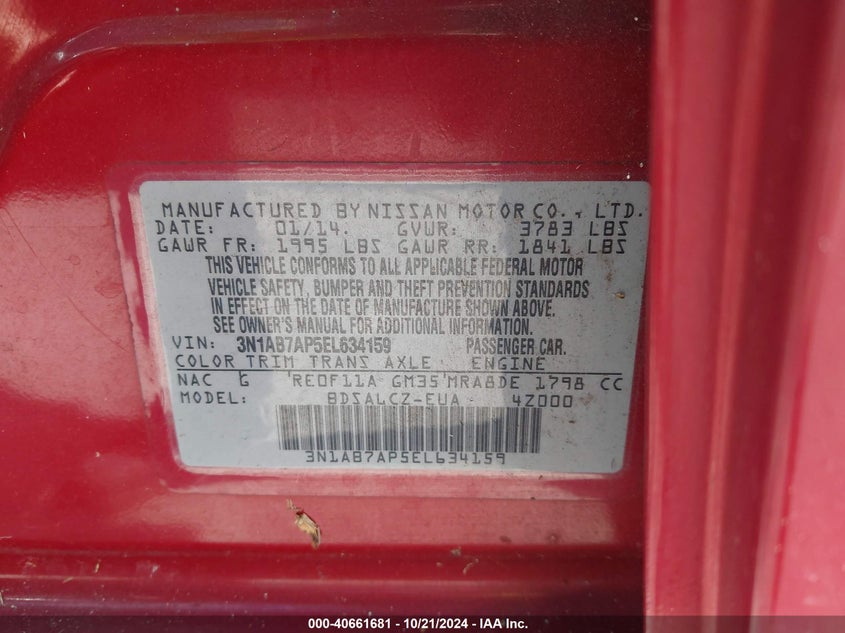 MANUFACTURED BY NISSAN MOTOR CO., LTD.
DATE: 01/14. GVWR: 3783 LBS
GAWR FR: 1995 LBS GAWR RR: 1841 LBS
THIS VEHICLE CONFORMS TO ALL APPLICABLE FEDERAL MOTOR
VEHICLE SAFETY, BUMPER AND THEFT PREVENTION STANDARDS
IN EFFECT ON THE DATE OF MANUFACTURE SHOWN ABOVE.
SEE OWNER'S MANUAL FOR ADDITIONAL INFORMATION.
VIN: 3N1AB7AP5EL634159 PASSENGER CAR.
COLOR TRIM TRANS AXLE ENGINE
NAC G RE0F11A GM35 MRA8DE 1798 CC
MODEL: BDSALCZ-EUA 4Z000
3N1AB7AP5EL634159
000-40661681 - 10/21/2024 - IAA Inc.